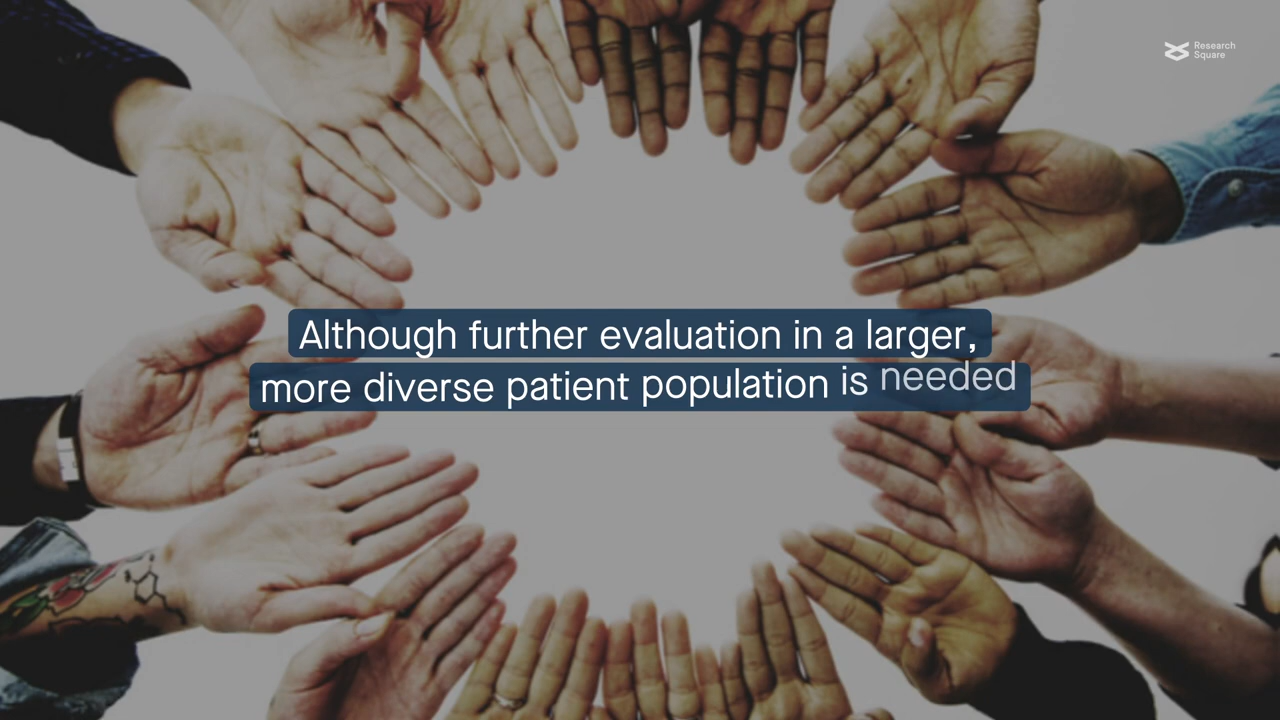 Research
Square
Although further evaluation in a larger,
more diverse patient population is needed